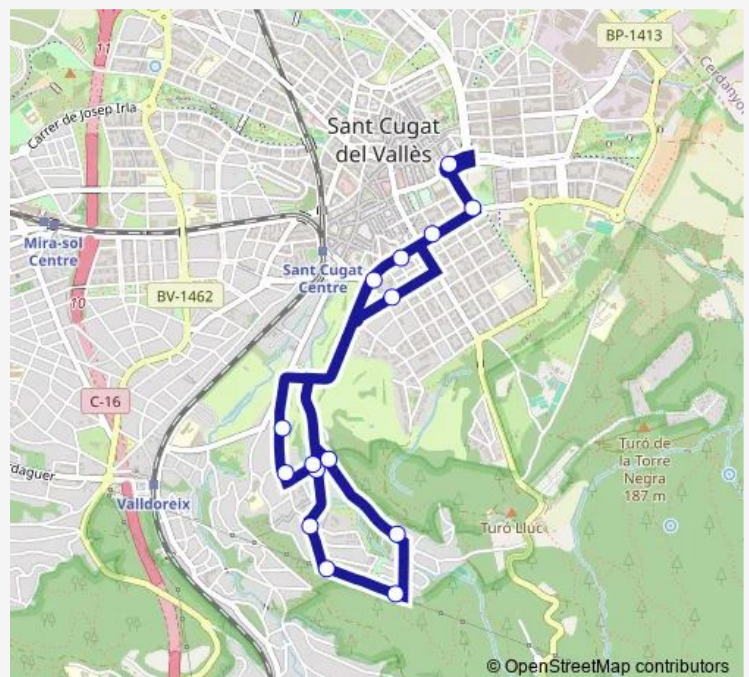 11
BP-1413
Cerdanyo
Carrer de Josep Irla
Sant Cugat
del Vallès
Mira-sol
Centre
Sant Cugat
Centre
BV-1462
10
C-16
daguer
Valldoreix
Turó de
la Torre
Negra
187 m
Turó Lluc
© OpenStreetMap contributors